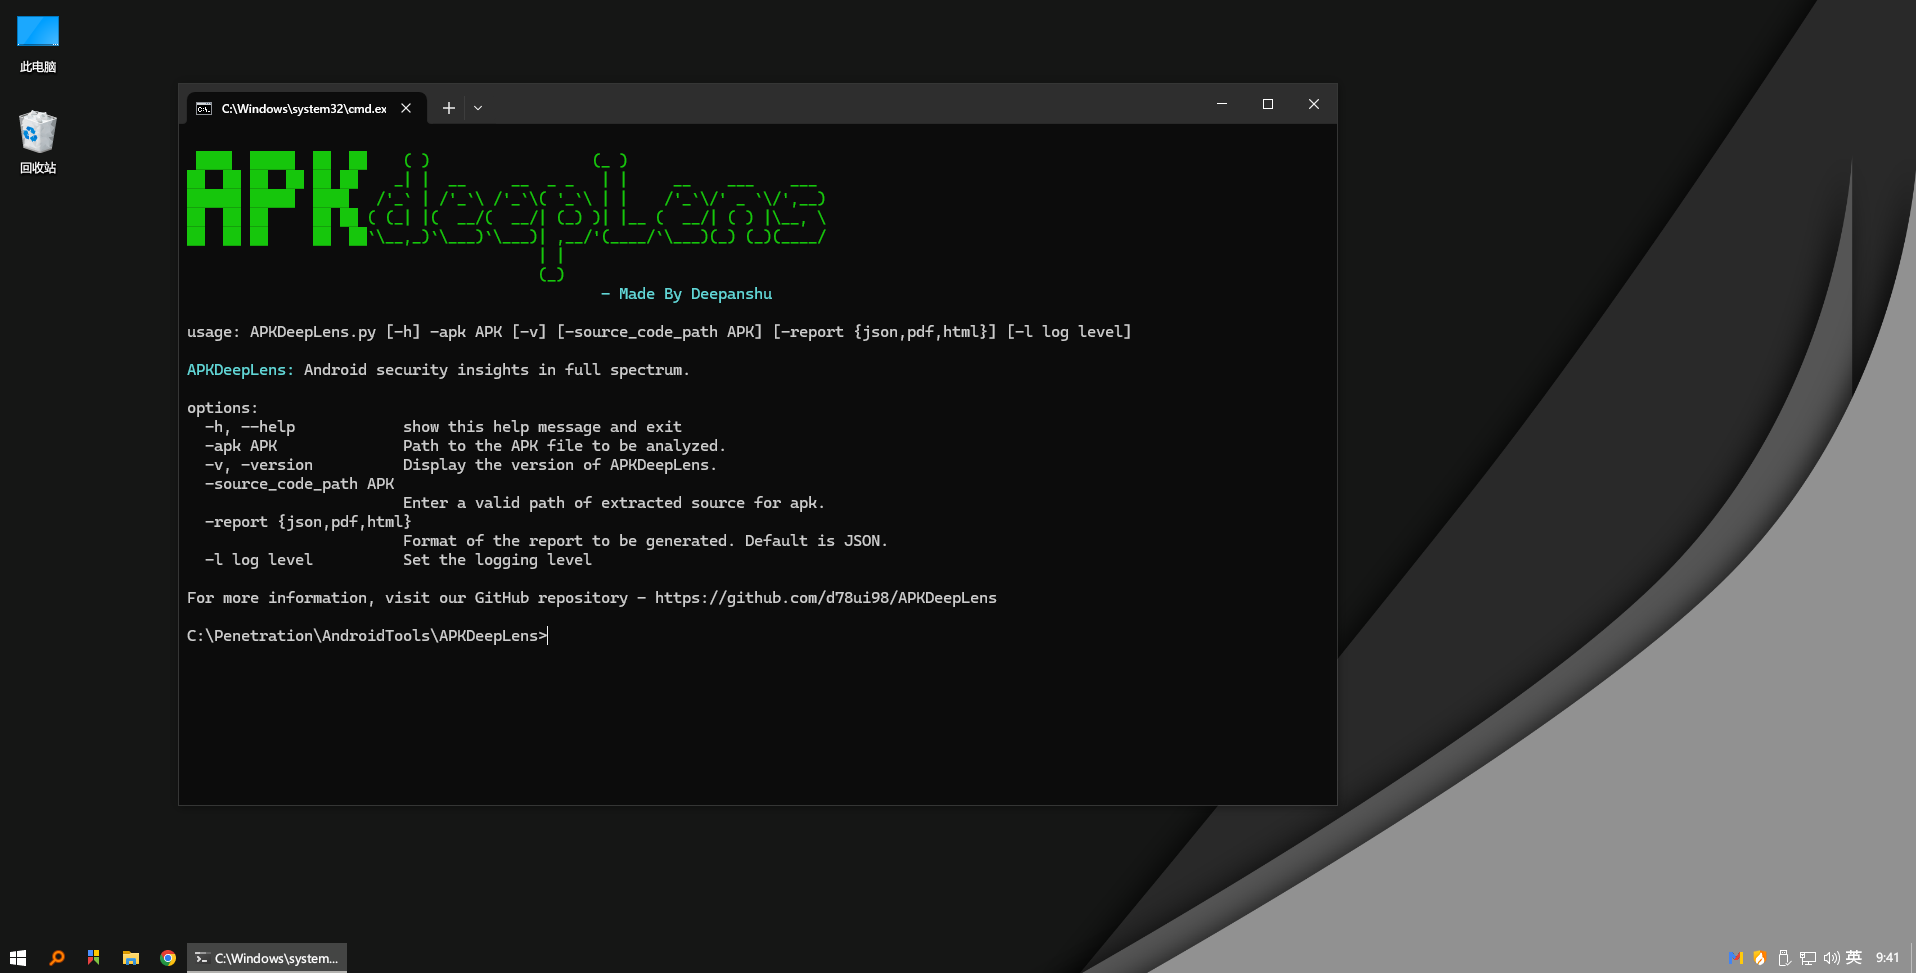 此电脑
回收站
C:\Windows\system32\cmd.ex
APKdeepLens
- Made By Deepanshu
usage: APKDeepLens.py [-h] -apk APK [-v] [-source_code_path APK] [-report {json,pdf,html}] [-l log level]
APKDeepLens: Android security insights in full spectrum.
options:
-h, --help show this help message and exit
-apk APK Path to the APK file to be analyzed.
-v, -version Display the version of APKDeepLens.
-source_code_path APK
Enter a valid path of extracted source for apk.
-report {json,pdf,html}
Format of the report to be generated. Default is JSON.
-l log level Set the logging level
For more information, visit our GitHub repository - https://github.com/d78ui98/APKDeepLens
C:\Penetration\AndroidTools\APKDeepLens>
C:\Windows\system...
英
9:41